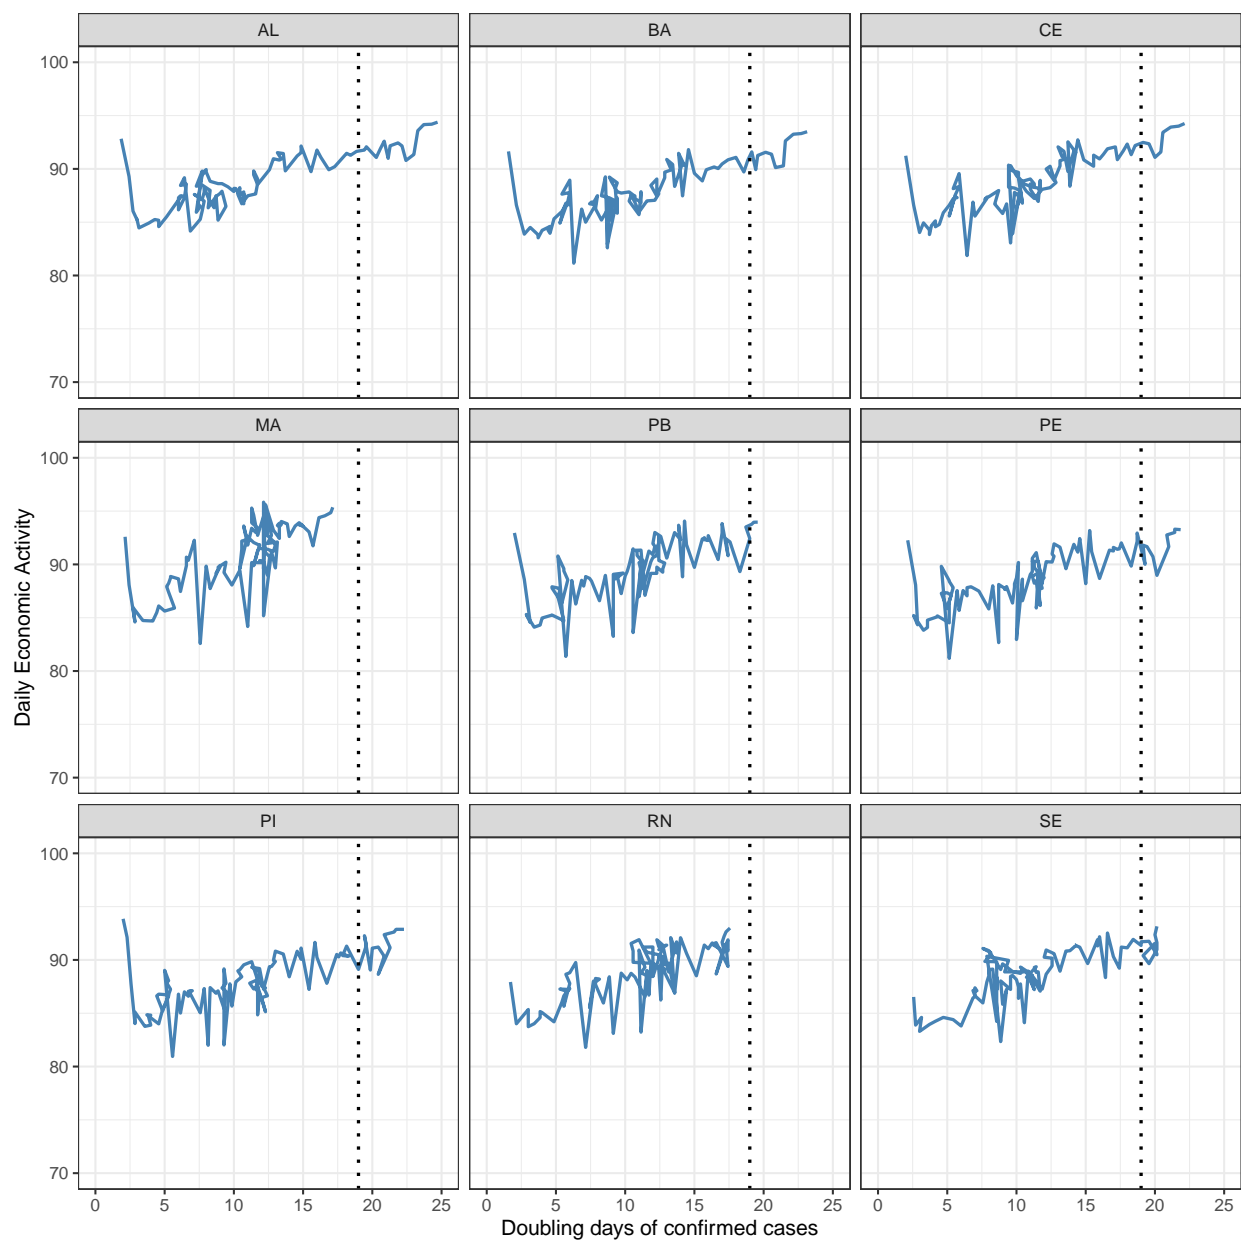 AL BA CE
100
90
80
70
MA PB PE
100
90
80
70
Daily Economic Activity
PI RN SE
100
90
80
70
0 5 10 15 20 25 0 5 10 15 20 25 0 5 10 15 20 25
Doubling days of confirmed cases